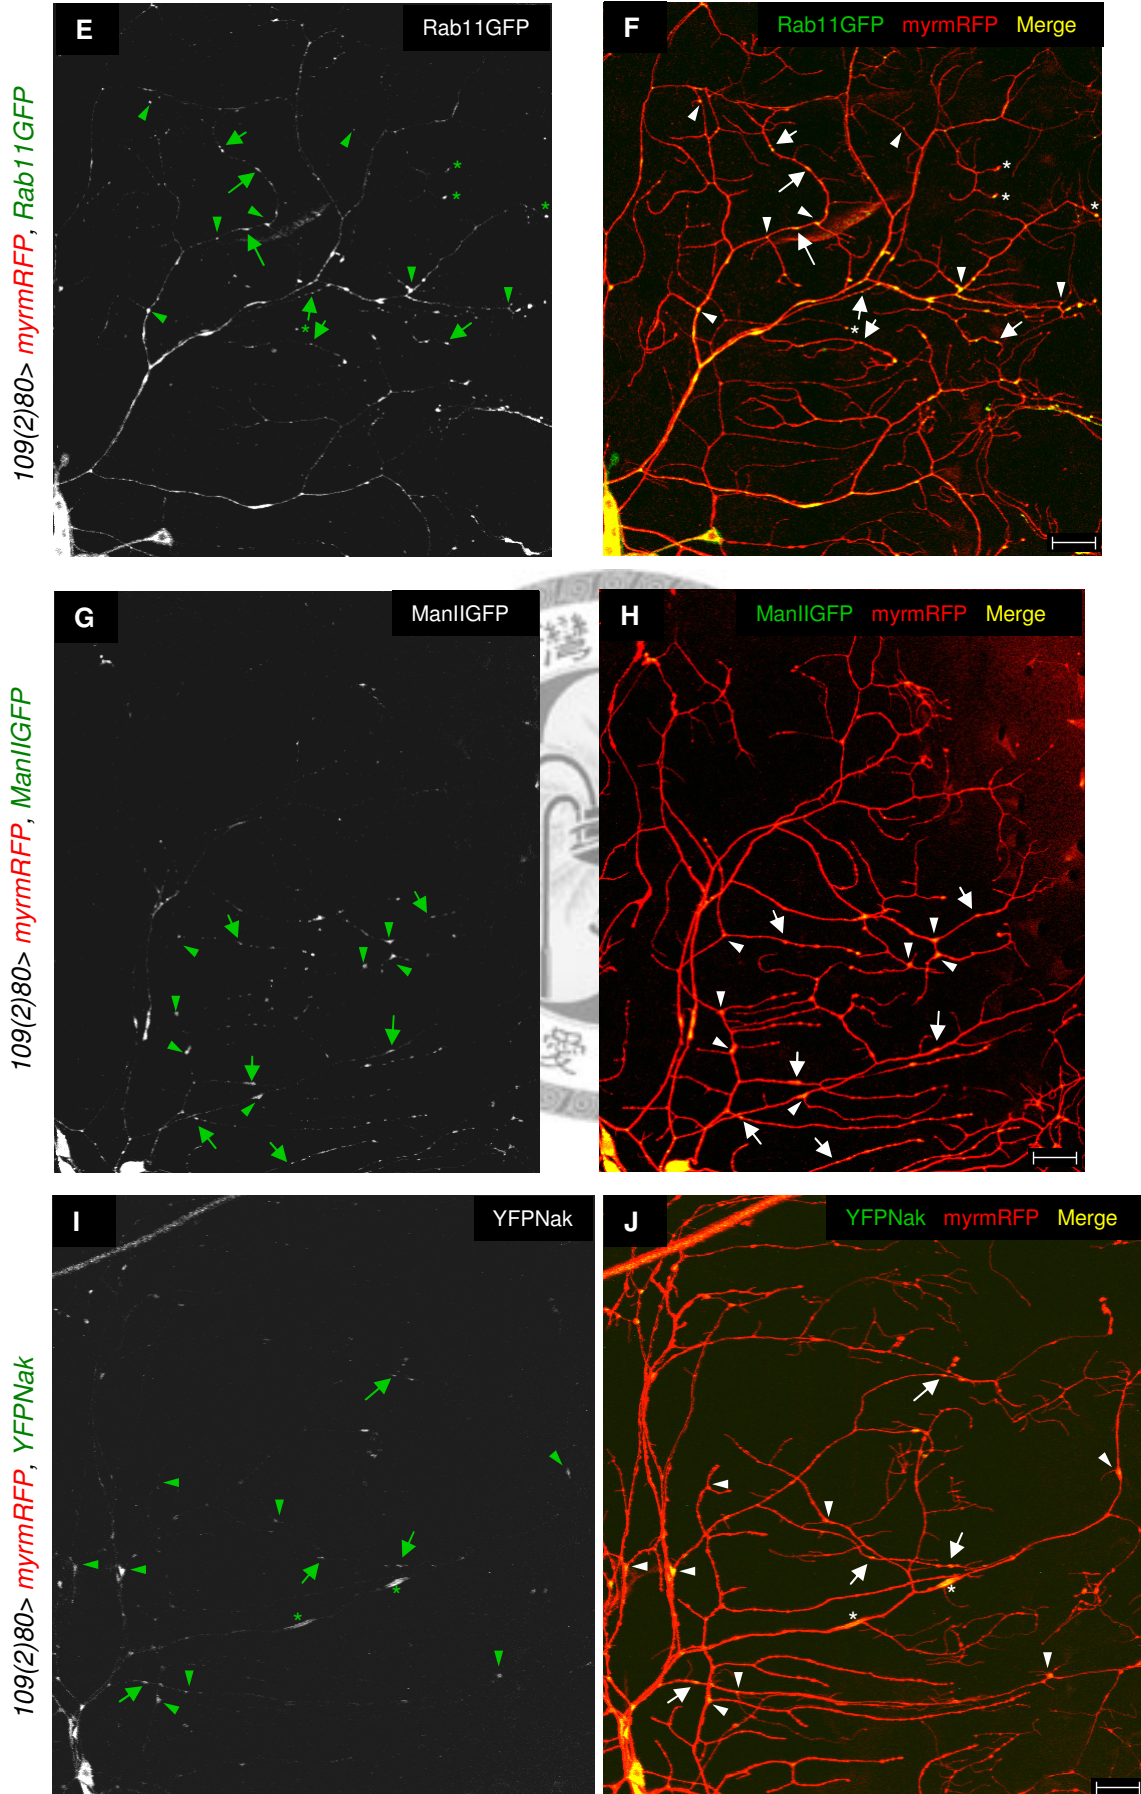 109(2)80> myrmRFP, Rab11GFP
E Rab11GFP
F Rab11GFP myrmRFP Merge
* * * *
* * * *
109(2)80> myrmRFP, ManIIGFP
G ManIIGFP
H ManIIGFP myrmRFP Merge
灣
109(2)80> myrmRFP, YFPNak
I YFPNak
J YFPNak myrmRFP Merge
* *
* *